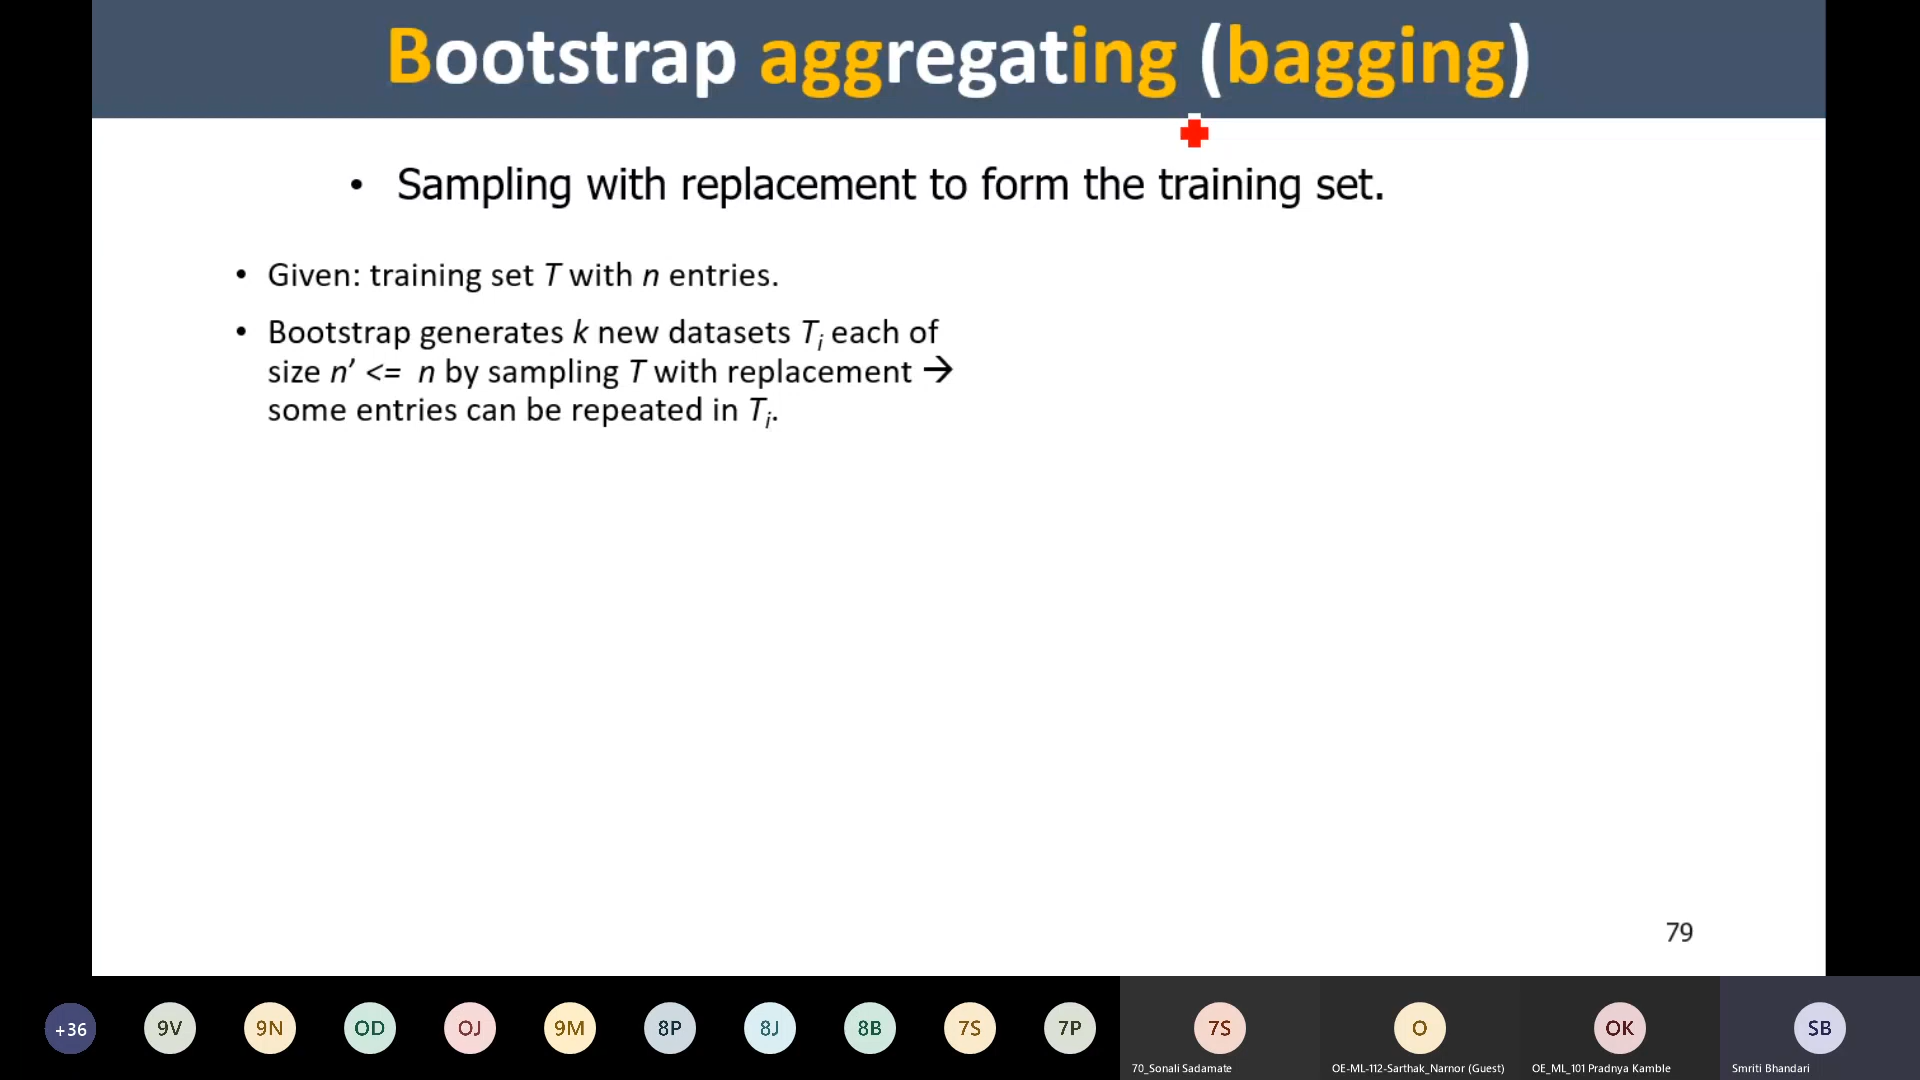 Bootstrap aggregating (bagging)
• Sampling with replacement to form the training set.
• Given: training set T with n entries.
• Bootstrap generates k new datasets Ti each of
size n’ <= n by sampling T with replacement →
some entries can be repeated in Ti.
79
+36 9V 9N OD OJ 9M 8P 8J 8B 7S 7P 7S O OK SB
70_Sonali Sadamate OE-ML-112-Sarthak_Narnor (Guest) OE_ML_101 Pradnya Kamble Smriti Bhandari